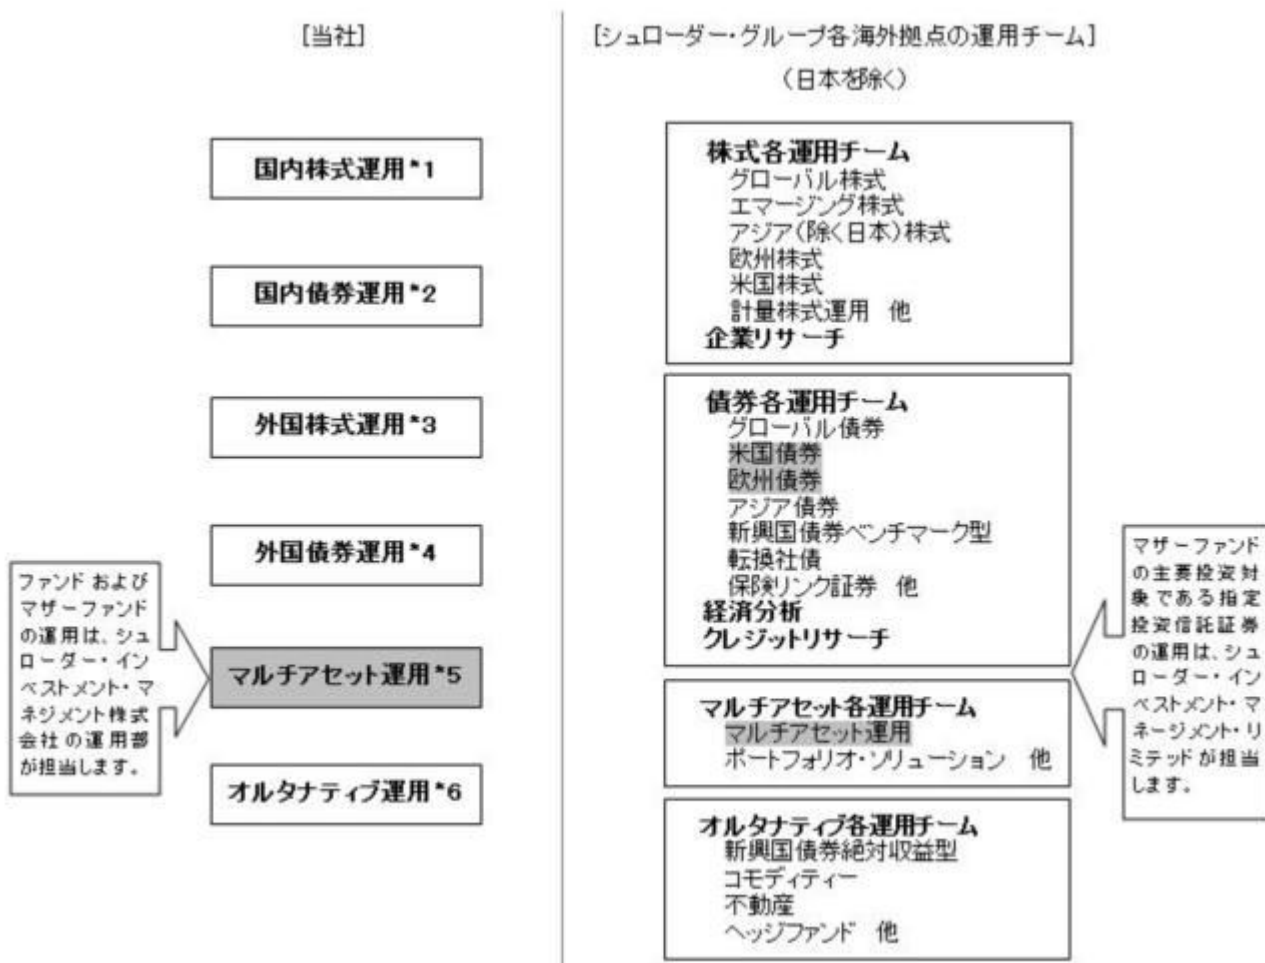 [当社]
国内株式運用*1
国内債券運用*2
外国株式運用*3
外国債券運用*4
マルチアセット運用*5
オルタナティブ運用*6
ファンドおよび
マザーファンド
の運用は、シュ
ローダー・イン
ベストメント・マ
ネジメント株式
会社の運用部
が担当します。
[シュローダー・グループ各海外拠点の運用チーム]
(日本を除く)
株式各運用チーム
グローバル株式
エマージング株式
アジア(除く日本)株式
欧州株式
米国株式
計量株式運用 他
企業リサーチ
債券各運用チーム
グローバル債券
米国債券
欧州債券
アジア債券
新興国債券ベンチマーク型
転換社債
保険リンク証券 他
経済分析
クレジットリサーチ
マルチアセット各運用チーム
マルチアセット運用
ポートフォリオ・ソリューション 他
オルタナティブ各運用チーム
新興国債券絶対収益型
コモディティー
不動産
ヘッジファンド 他
マザーファンド
の主要投資対
象である指定
投資信託証券
の運用は、シュ
ローダー・イン
ベストメント・マ
ネージメント・リ
ミテッドが担当
します。